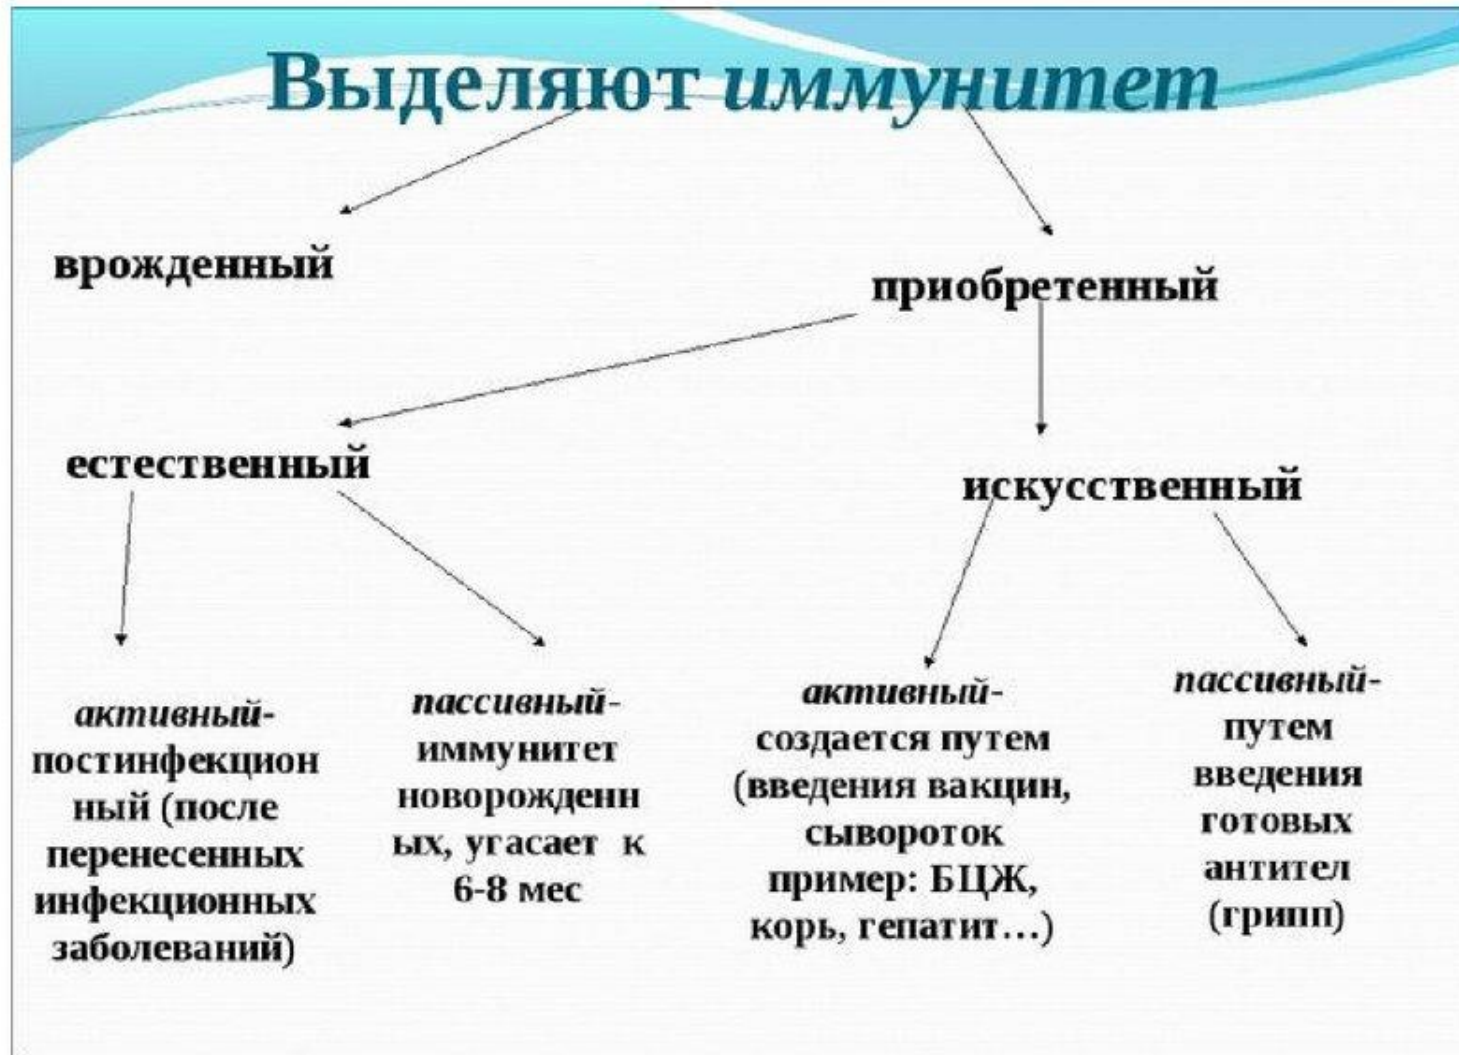 Выделяют иммунитет
врожденный
приобретенный
естественный
искусственный
активный-
постинфекцион
ный (после
перенесенных
инфекционных
заболеваний)
пассивный-
иммунитет
новорожденн
ых, угасает к
6-8 мес
активный-
создается путем
(введения вакцин,
сывороток
пример: БЦЖ,
корь, гепатит…)
пассивный-
путем
введения
готовых
антител
(грипп)